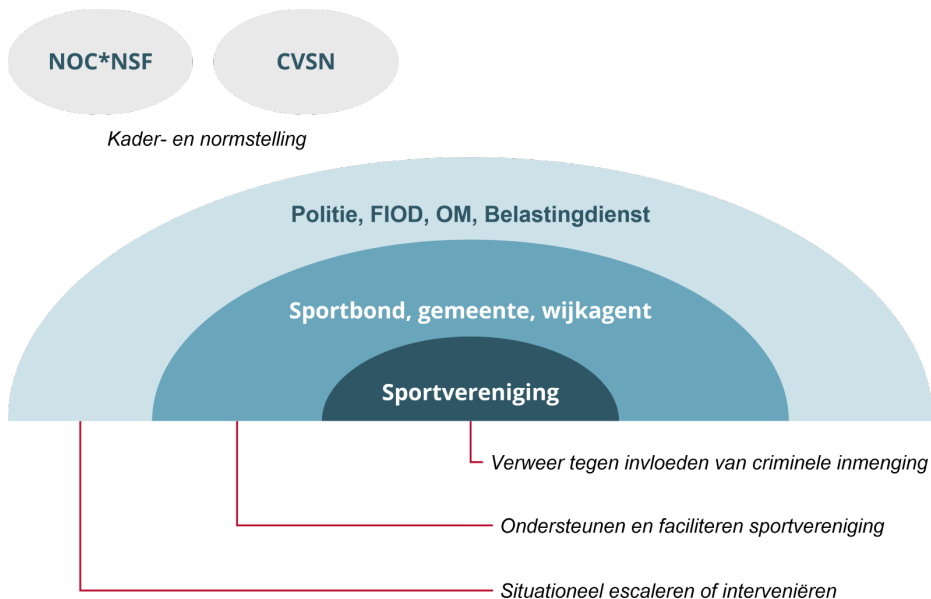 NOC*NSF
CVSN
Kader- en normstelling
Politie, FIOD, OM, Belastingdienst
Sportbond, gemeente, wijkagent
Sportvereniging
Verweer tegen invloeden van criminele inmenging
Ondersteunen en faciliteren sportvereniging
Situationeel escaleren of interveniëren